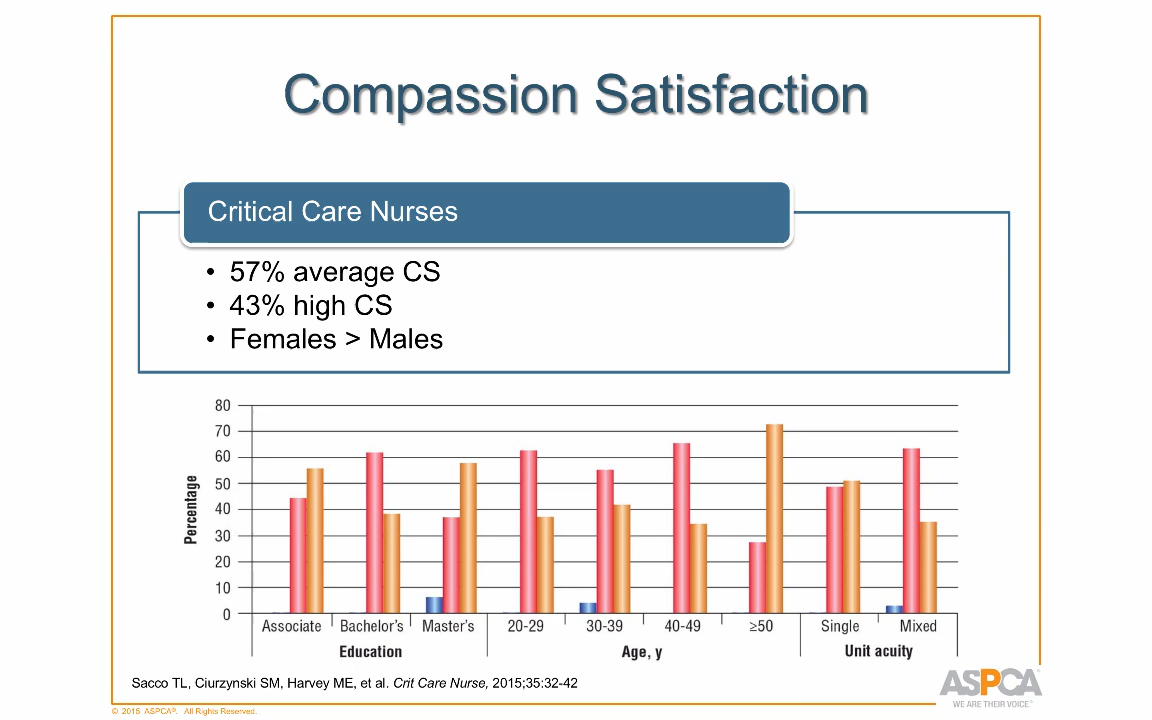 Compassion Satisfaction
Critical Care Nurses
• 57% average CS
• 43% high CS
• Females > Males
80
70
60
50
40
30
20
10
0
Percentage
Associate Bachelor's Master's 20-29 30-39 40-49 ≥50 Single Mixed
Education Age, y Unit acuity
Sacco TL, Ciurzynski SM, Harvey ME, et al. Crit Care Nurse, 2015;35:32-42
ASPCA®
WE ARE THEIR VOICE.®
© 2015 ASPCA®. All Rights Reserved.